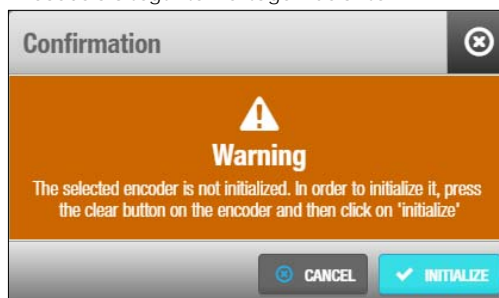 Confirmation
Warning
The selected encoder is not initialized. In order to initialize it, press
the clear button on the encoder and then click on 'initialize'
CANCEL
INITIALIZE